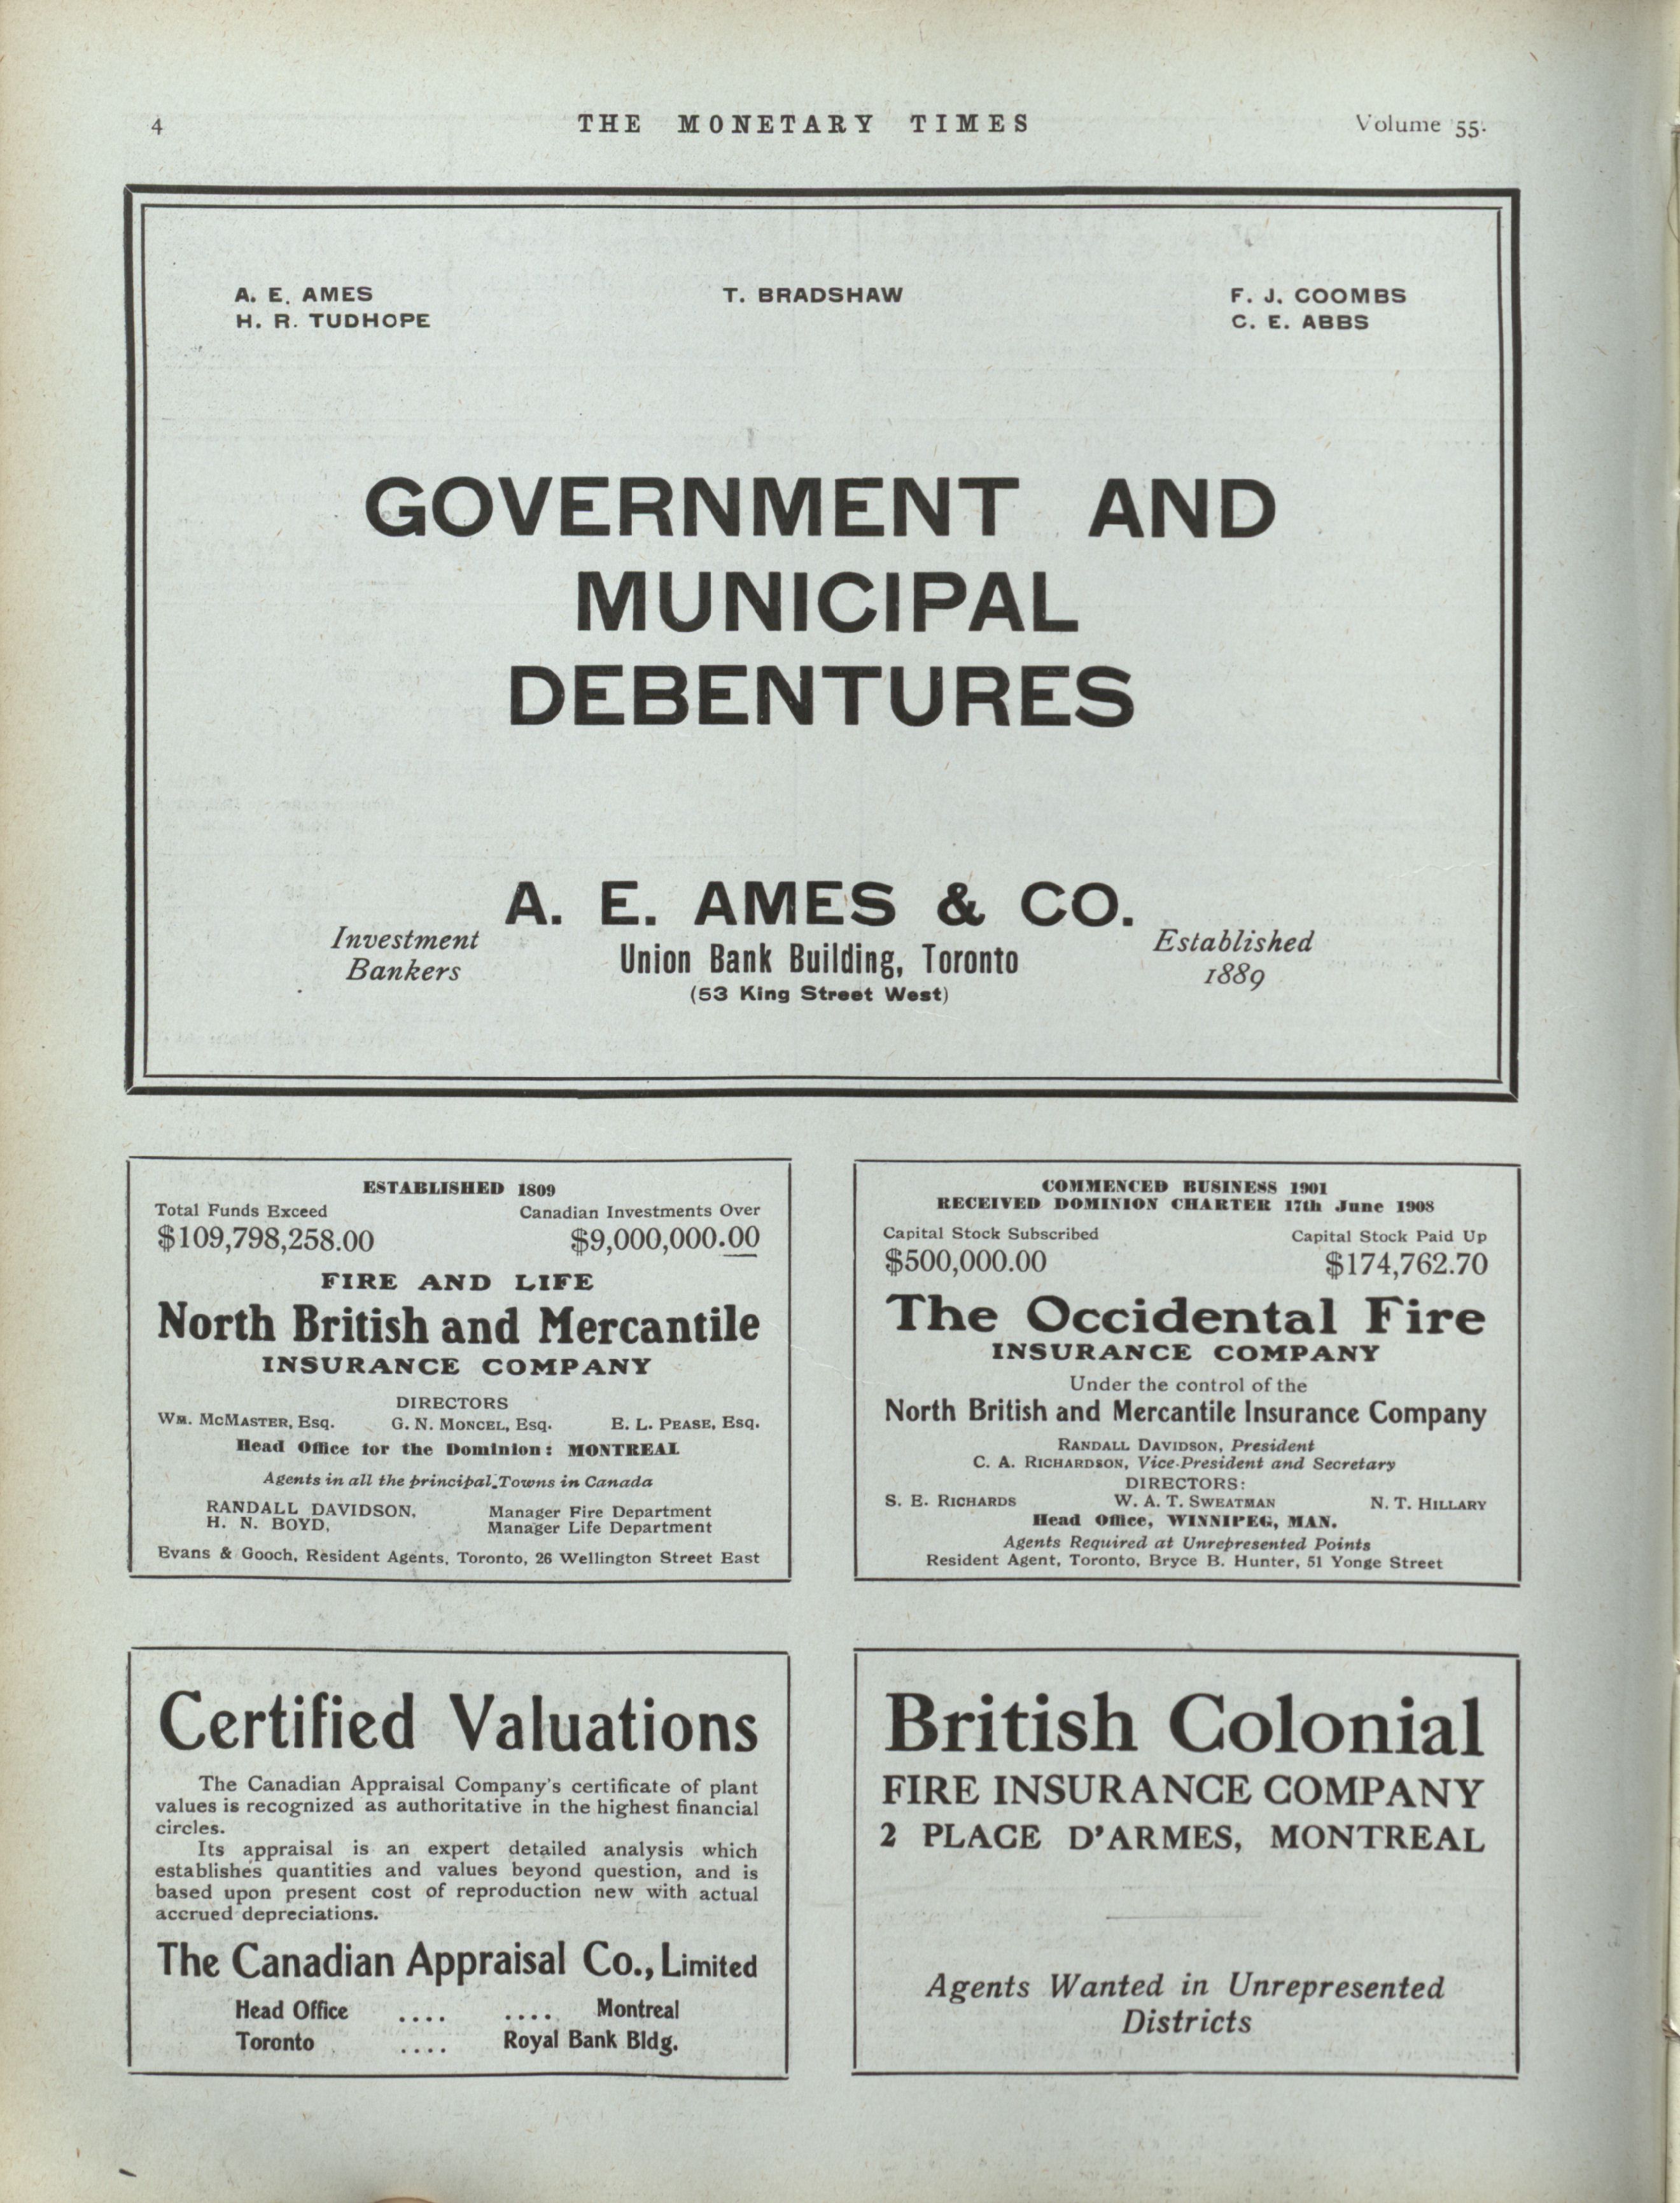 4
THE MONETARY TIMES
Volume 55.
A. E. AMES
H. R. TUDHOPE
T. BRADSHAW
F. J. COOMBS
C. E. ABBS
GOVERNMENT AND
MUNICIPAL
DEBENTURES
A. E. AMES & CO.
Investment
Bankers
Union Bank Building, Toronto
(53 King Street West)
Established
1889
ESTABLISHED 1809
Total Funds Exceed
Canadian Investments Over
$109,798,258.00
$9,000,000.00
FIRE AND LIFE
North British and Mercantile
INSURANCE COMPANY
DIRECTORS
WM. MCMASTER, Esq. G. N. MONCEL, Esq. E. L. PEASE, Esq.
Head Office for the Dominion: MONTREAL
Agents in all the principal Towns in Canada
RANDALL DAVIDSON, Manager Fire Department
H. N. BOYD, Manager Life Department
Evans & Gooch, Resident Agents, Toronto, 26 Wellington Street East
COMMENCED BUSINESS 1901
RECEIVED DOMINION CHARTER 17th June 1908
Capital Stock Subscribed
Capital Stock Paid Up
$500,000.00
$174,762.70
The Occidental Fire
INSURANCE COMPANY
Under the control of the
North British and Mercantile Insurance Company
RANDALL DAVIDSON, President
C. A. RICHARDSON, Vice-President and Secretary
DIRECTORS:
S. E. RICHARDS W. A. T. SWEATMAN N. T. HILLARY
Head Office, WINNIPEG, MAN.
Agents Required at Unrepresented Points
Resident Agent, Toronto, Bryce B. Hunter, 51 Yonge Street
Certified Valuations
The Canadian Appraisal Company's certificate of plant
values is recognized as authoritative in the highest financial
circles.
Its appraisal is an expert detailed analysis which
establishes quantities and values beyond question, and is
based upon present cost of reproduction new with actual
accrued depreciations.
The Canadian Appraisal Co., Limited
Head Office .... .... Montreal
Toronto .... Royal Bank Bldg.
British Colonial
FIRE INSURANCE COMPANY
2 PLACE D'ARMES, MONTREAL
Agents Wanted in Unrepresented
Districts